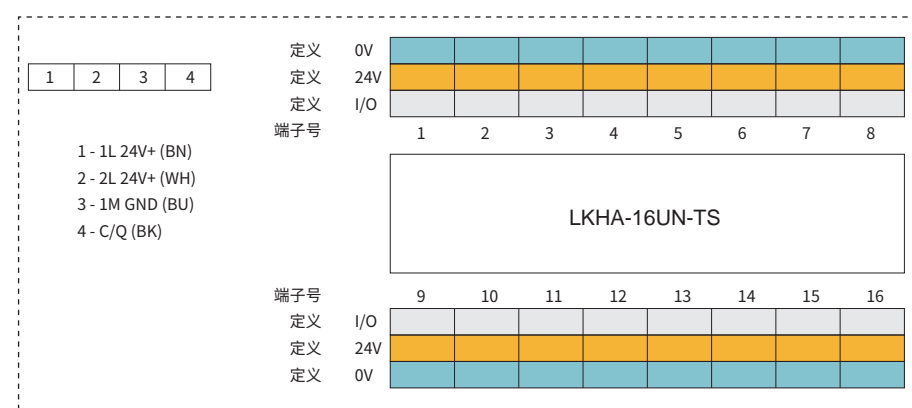 定义 0V
1 2 3 4
定义 24V
定义 I/O
端子号 1 2 3 4 5 6 7 8
1 - 1L 24V+ (BN)
2 - 2L 24V+ (WH)
3 - 1M GND (BU)
4 - C/Q (BK)
LKHA-16UN-TS
端子号 9 10 11 12 13 14 15 16
定义 I/O
定义 24V
定义 0V